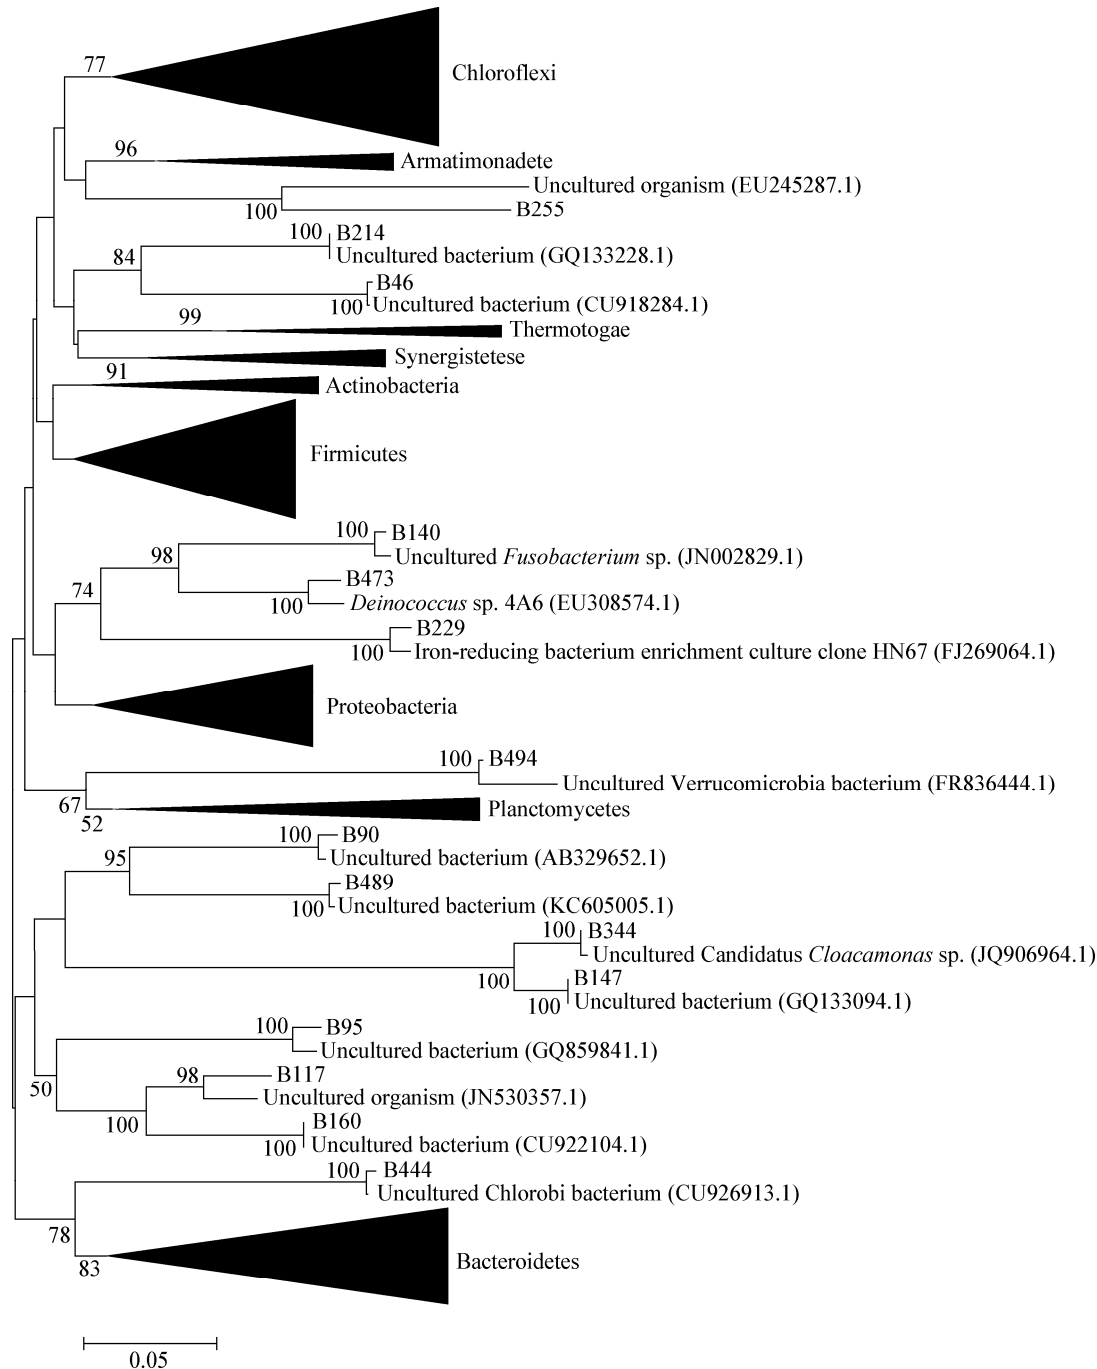 77
Chloroflexi
96
Armatimonadete
Uncultured organism (EU245287.1)
100
B255
100
B214
84
Uncultured bacterium (GQ133228.1)
B46
100
Uncultured bacterium (CU918284.1)
99
Thermotogae
Synergistetese
91
Actinobacteria
Firmicutes
100
B140
98
Uncultured Fusobacterium sp. (JN002829.1)
B473
74
100
Deinococcus sp. 4A6 (EU308574.1)
B229
100
Iron-reducing bacterium enrichment culture clone HN67 (FJ269064.1)
Proteobacteria
100
B494
Uncultured Verrucomicrobia bacterium (FR836444.1)
67
Planctomycetes
52
100
B90
95
Uncultured bacterium (AB329652.1)
B489
100
Uncultured bacterium (KC605005.1)
100
B344
Uncultured Candidatus Cloacamonas sp. (JQ906964.1)
100
B147
100
Uncultured bacterium (GQ133094.1)
100
B95
Uncultured bacterium (GQ859841.1)
98
B117
50
Uncultured organism (JN530357.1)
100
B160
100
Uncultured bacterium (CU922104.1)
100
B444
Uncultured Chlorobi bacterium (CU926913.1)
78
83
Bacteroidetes
0.05